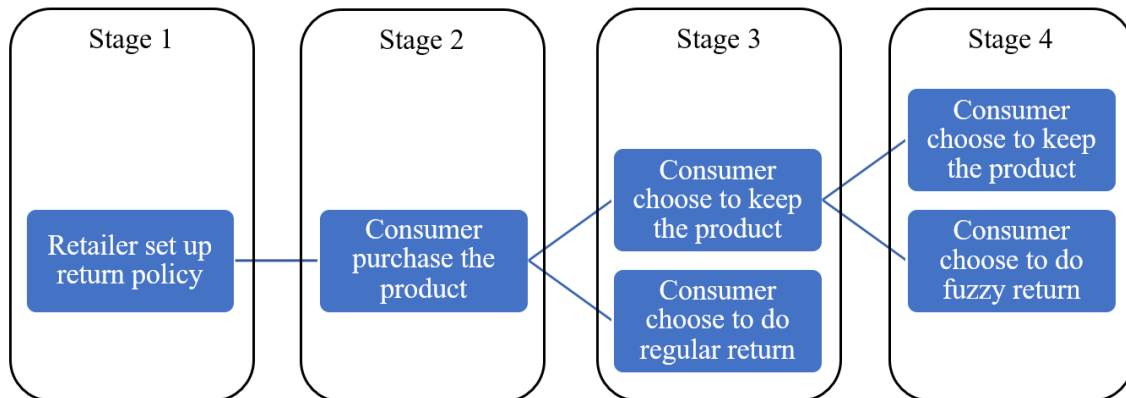 Stage 1
Retailer set up
return policy
Stage 2
Consumer
purchase the
product
Stage 3
Consumer
choose to keep
the product
Consumer
choose to do
regular return
Stage 4
Consumer
choose to keep
the product
Consumer
choose to do
fuzzy return